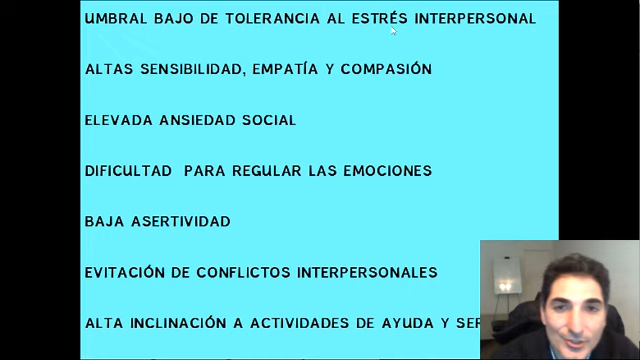 UMBRAL BAJO DE TOLERANCIA AL ESTRÉS INTERPERSONAL
ALTAS SENSIBILIDAD, EMPATÍA Y COMPASIÓN
ELEVADA ANSIEDAD SOCIAL
DIFICULTAD PARA REGULAR LAS EMOCIONES
BAJA ASERTIVIDAD
EVITACIÓN DE CONFLICTOS INTERPERSONALES
ALTA INCLINACIÓN A ACTIVIDADES DE AYUDA Y